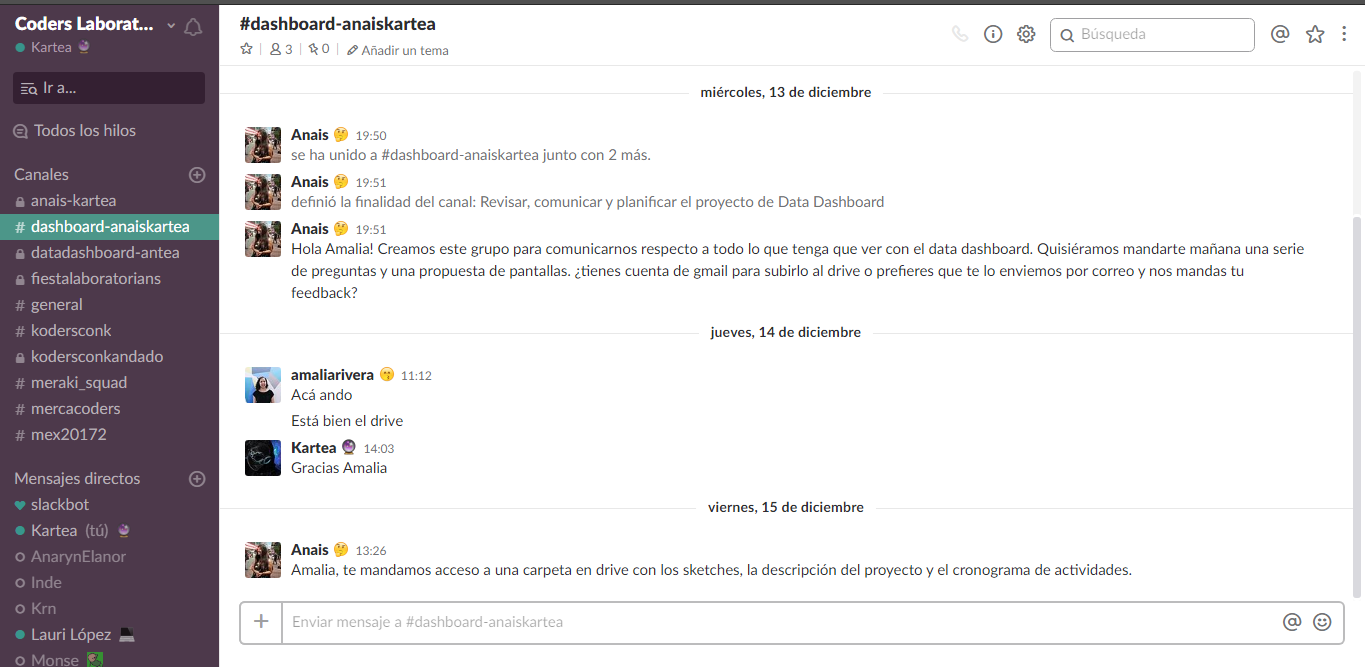 Coders Laborat...
Kartea
Ir a...
Todos los hilos
Canales
anais-kartea
# dashboard-anaiskartea
datadashboard-antea
fiestalaboratorians
# general
# kodersconk
kodersconkandado
# meraki_squad
# mercacoders
# mex20172
Mensajes directos
slackbot
Kartea (tú)
AnarynElanor
Inde
Krn
Lauri López
Monse
#dashboard-anaiskartea
3 | 0 | Añadir un tema
Búsqueda
miércoles, 13 de diciembre
Anais 19:50
se ha unido a #dashboard-anaiskartea junto con 2 más.
Anais 19:51
definió la finalidad del canal: Revisar, comunicar y planificar el proyecto de Data Dashboard
Anais 19:51
Hola Amalia! Creamos este grupo para comunicarnos respecto a todo lo que tenga que ver con el data dashboard. Quisiéramos mandarte mañana una serie
de preguntas y una propuesta de pantallas. ¿tienes cuenta de gmail para subirlo al drive o prefieres que te lo enviemos por correo y nos mandas tu
feedback?
jueves, 14 de diciembre
amaliarivera 11:12
Acá ando
Está bien el drive
Kartea 14:03
Gracias Amalia
viernes, 15 de diciembre
Anais 13:26
Amalia, te mandamos acceso a una carpeta en drive con los sketches, la descripción del proyecto y el cronograma de actividades.
Enviar mensaje a #dashboard-anaiskartea